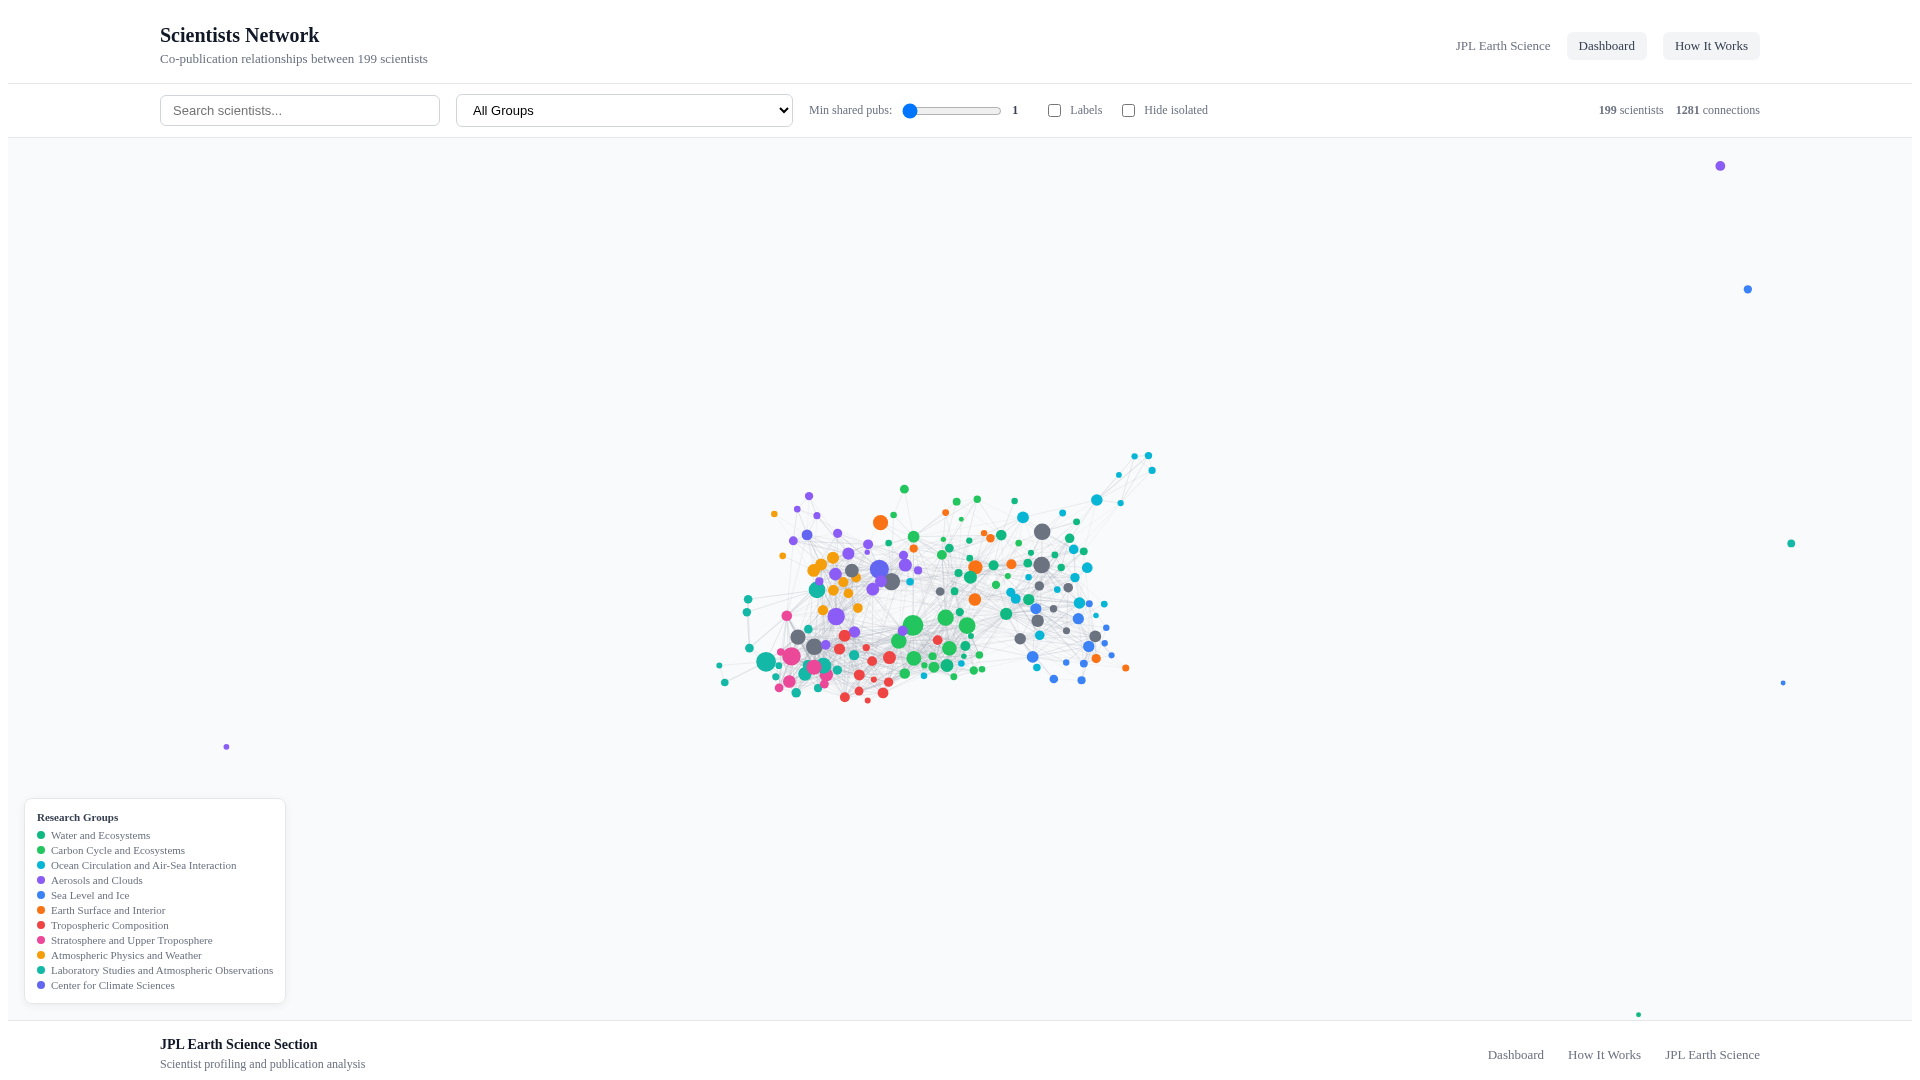 Scientists Network
Co-publication relationships between 199 scientists
JPL Earth Science
Dashboard
How It Works
Search scientists...
All Groups
Min shared pubs:
1
Labels
Hide isolated
199 scientists
1281 connections
Research Groups
Water and Ecosystems
Carbon Cycle and Ecosystems
Ocean Circulation and Air-Sea Interaction
Aerosols and Clouds
Sea Level and Ice
Earth Surface and Interior
Tropospheric Composition
Stratosphere and Upper Troposphere
Atmospheric Physics and Weather
Laboratory Studies and Atmospheric Observations
Center for Climate Sciences
JPL Earth Science Section
Scientist profiling and publication analysis
Dashboard
How It Works
JPL Earth Science